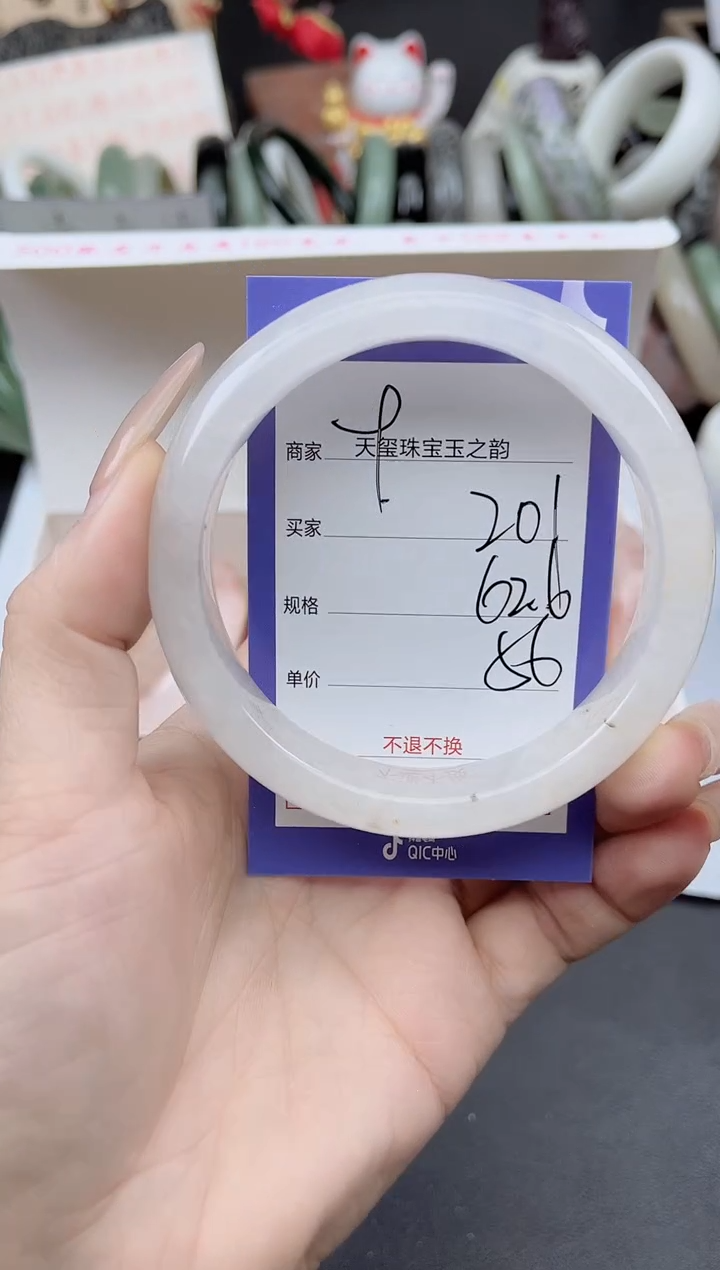 商家 天玺珠宝玉之韵
买家 201
规格 62.6
单价 86
不退不换
QIC中心